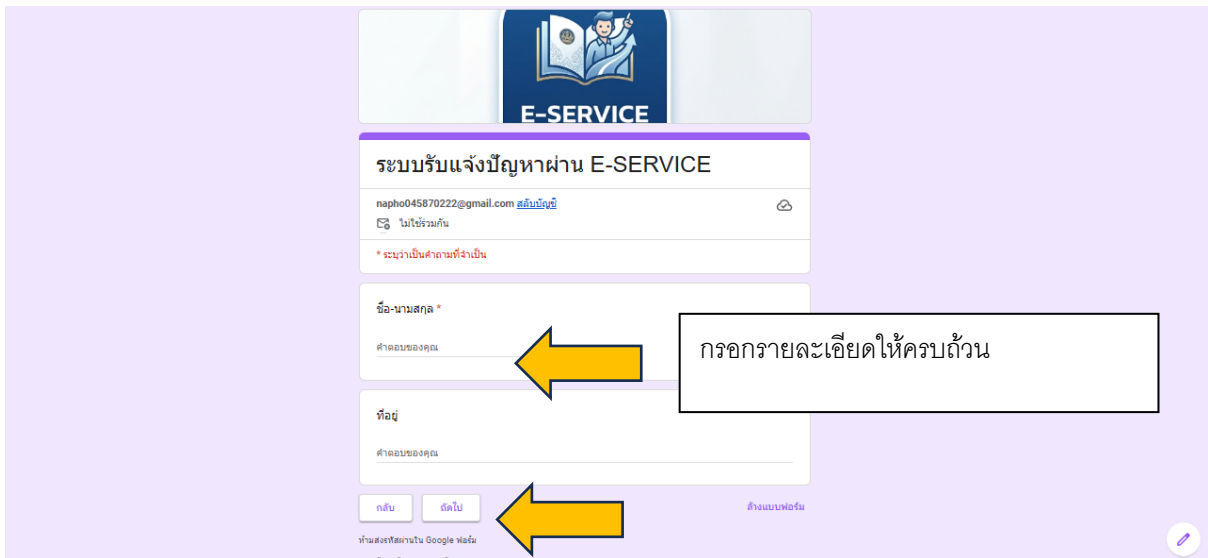 E-SERVICE
ระบบรับแจ้งปัญหาผ่าน E-SERVICE
napho045870222@gmail.com สลับบัญชี
ไม่ใช่ร่วมกัน
* ระบุว่าเป็นคำถามที่จำเป็น
ชื่อ-นามสกุล *
คำตอบของคุณ
กรอกรายละเอียดให้ครบถ้วน
ที่อยู่
คำตอบของคุณ
กลับ
ถัดไป
ล้างแบบฟอร์ม
ห้ามส่งรหัสผ่านใน Google ฟอร์ม